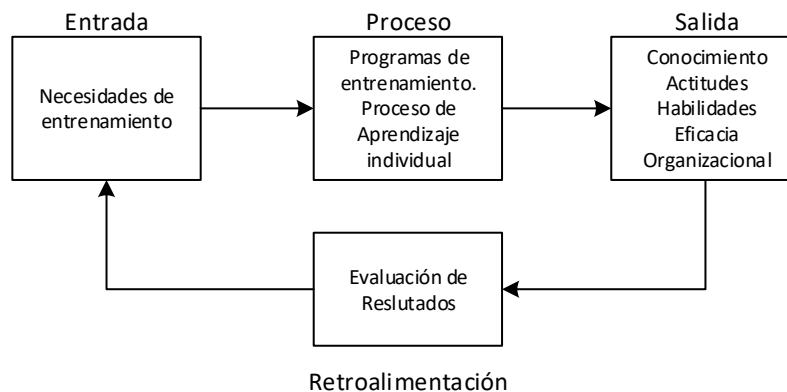 Entrada
Proceso
Salida
Necesidades de
entrenamiento
Programas de
entrenamiento.
Proceso de
Aprendizaje
individual
Conocimiento
Actitudes
Habilidades
Eficacia
Organizacional
Evaluación de
Reslutados
Retroalimentación